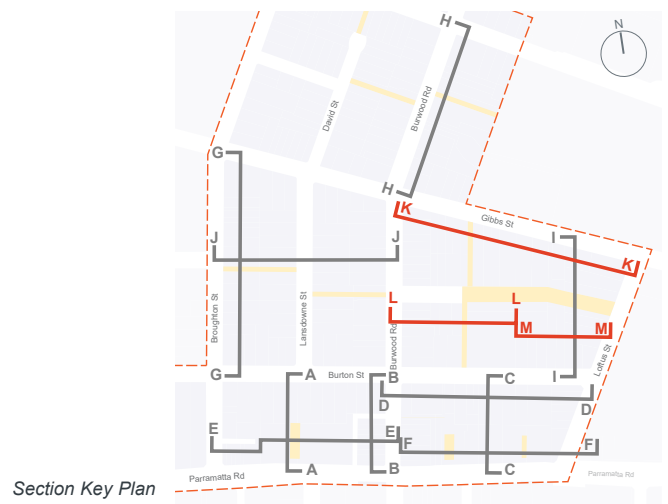 H
N
David St
Burwood Rd
G
H
K
Gibbs St
J
J
I
K
L
L
M
M
Broughton St
Lansdowne St
Burwood Rd
Loftus St
G
A
Burton St
B
C
I
D
D
E
E
F
F
A
B
C
Parramatta Rd
Parramatta Rd
Section Key Plan